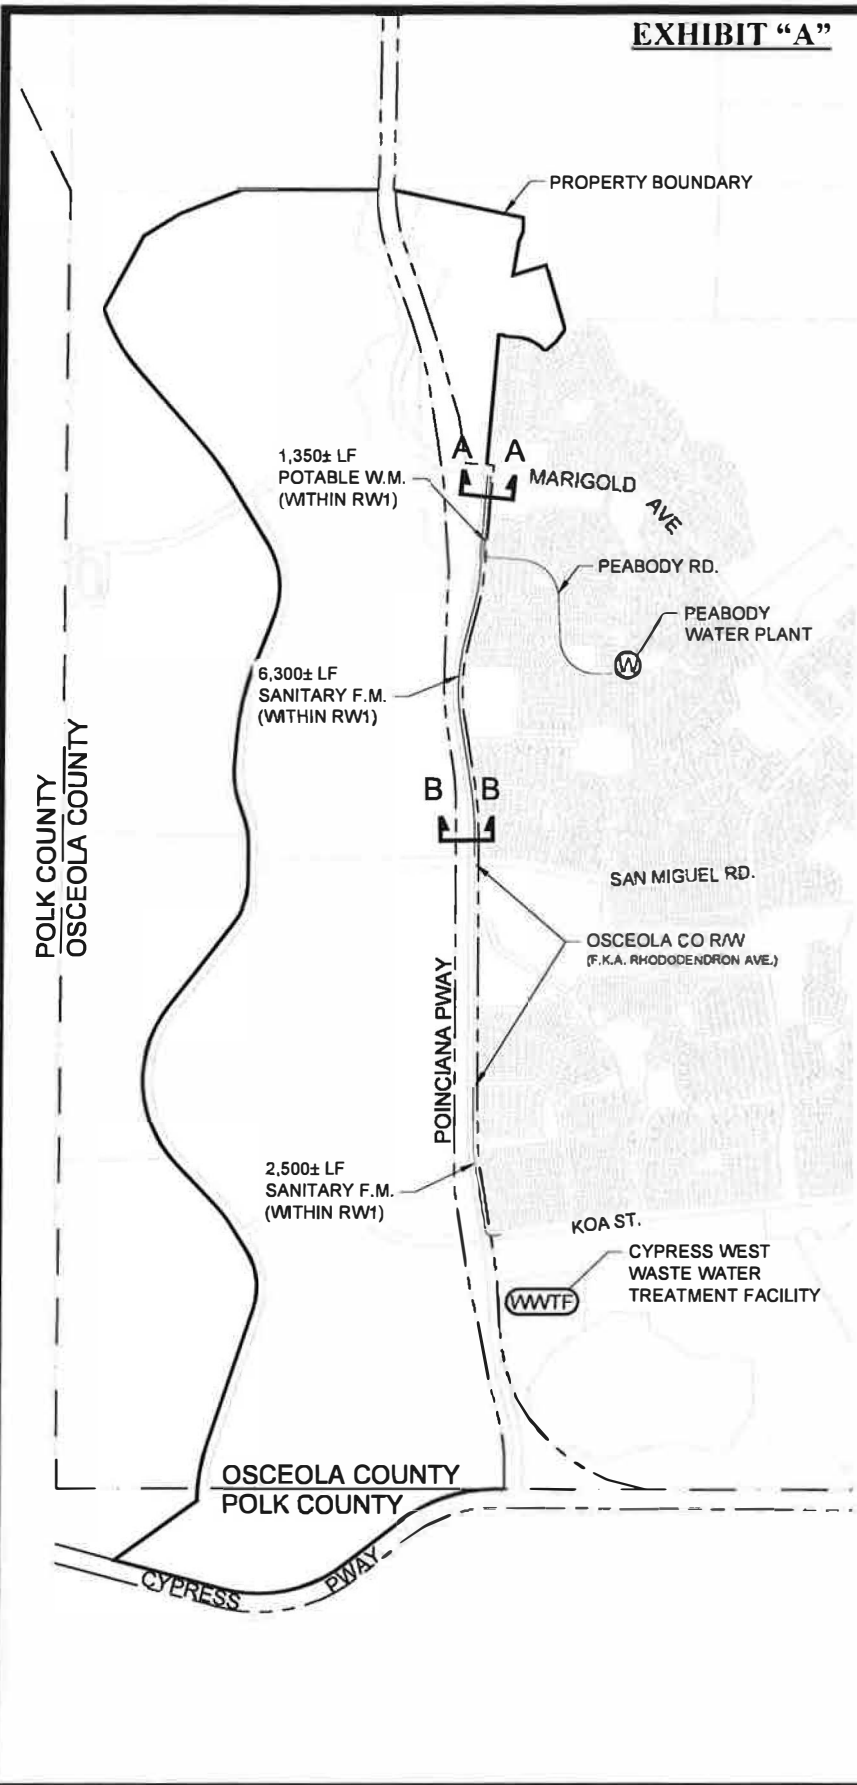 EXHIBIT “A”
PROPERTY BOUNDARY
1,350± LF
POTABLE W.M.
(WITHIN RW1)
A A
MARIGOLD
AVE
PEABODY RD.
PEABODY
WATER PLANT
W
6,300± LF
SANITARY F.M.
(WITHIN RW1)
POLK COUNTY
OSCEOLA COUNTY
B B
SAN MIGUEL RD.
OSCEOLA CO R/W
(F.K.A. RHODODENDRON AVE.)
POINCIANA PWAY
2,500± LF
SANITARY F.M.
(WITHIN RW1)
KOA ST.
CYPRESS WEST
WASTE WATER
TREATMENT FACILITY
WWTF
OSCEOLA COUNTY
POLK COUNTY
CYPRESS PWAY